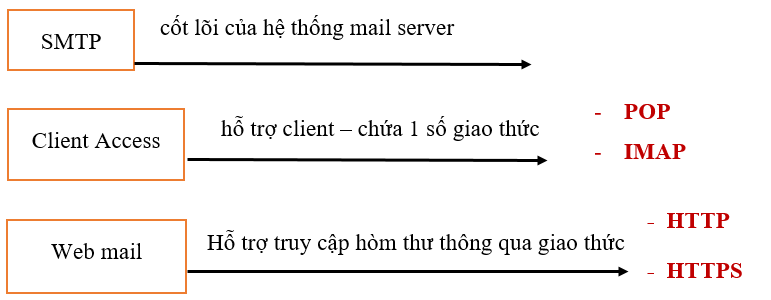 SMTP
cốt lõi của hệ thống mail server
Client Access
hỗ trợ client – chứa 1 số giao thức
- POP
- IMAP
Web mail
Hỗ trợ truy cập hòm thư thông qua giao thức
- HTTP
- HTTPS